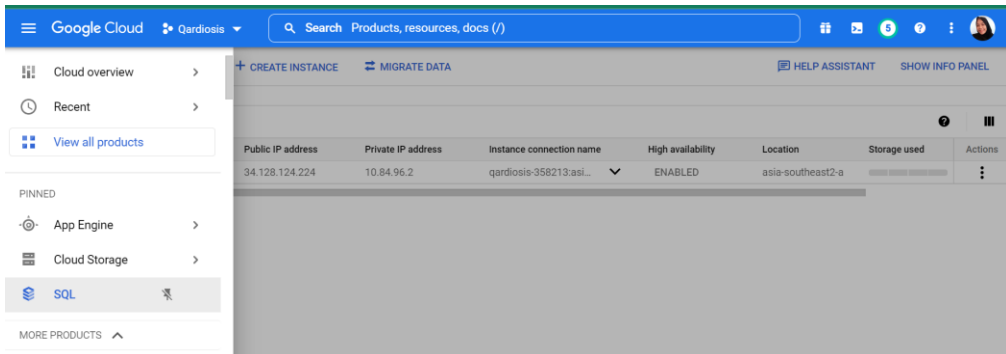 Google Cloud Qardiosis Search Products, resources, docs (/) 5
Cloud overview
Recent
View all products
PINNED
App Engine
Cloud Storage
SQL
MORE PRODUCTS
+ CREATE INSTANCE MIGRATE DATA HELP ASSISTANT SHOW INFO PANEL
Public IP address Private IP address Instance connection name High availability Location Storage used Actions
34.128.124.224 10.84.96.2 qardiosis-358213:asi... ENABLED asia-southeast2-a